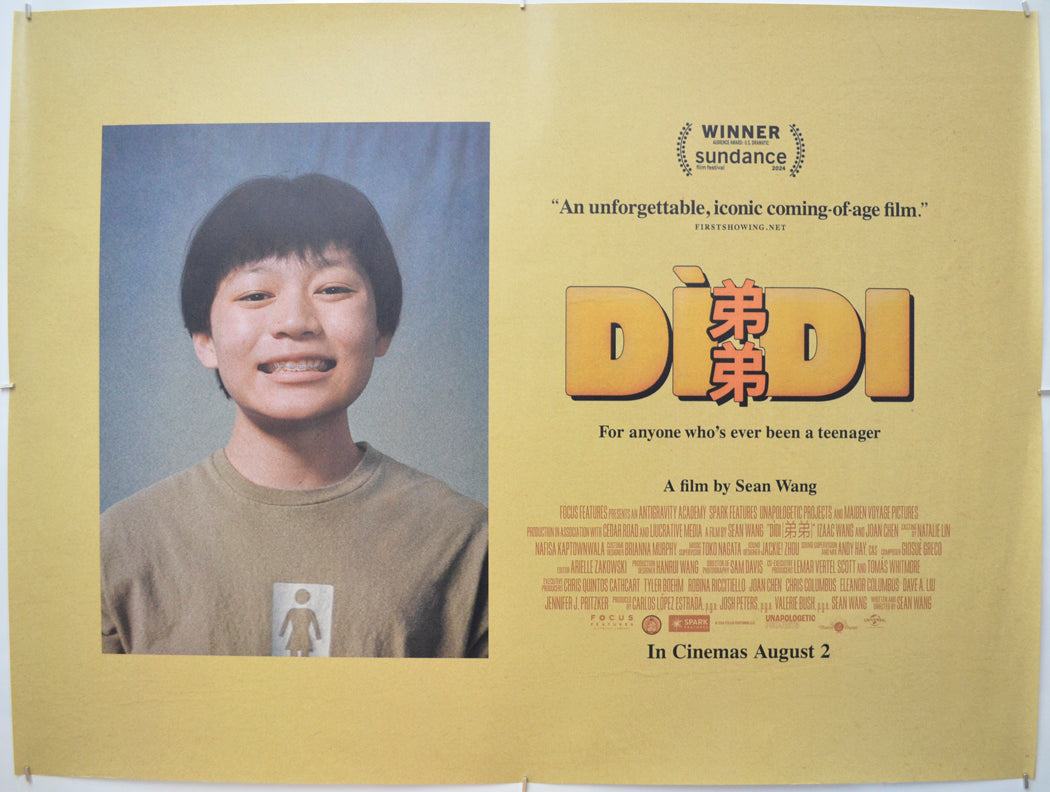 WINNER
AUDIENCE AWARD: U.S. DRAMATIC
sundance
film festival 2024
“An unforgettable, iconic coming-of-age film.”
FIRSTSHOWING.NET
DÌDI
弟弟
For anyone who’s ever been a teenager
A film by Sean Wang
FOCUS FEATURES PRESENTS AN ANTIGRAVITY ACADEMY SPARK FEATURES UNAPOLOGETIC PROJECTS AND MAIDEN VOYAGE PICTURES
PRODUCTION IN ASSOCIATION WITH CEDAR ROAD AND LUCRATIVE MEDIA A FILM BY SEAN WANG "DÌDI (弟弟)" IZAAC WANG AND JOAN CHEN CASTING BY NATALIE LIN
NAFISA KAPTOWNWALA COSTUME DESIGNER BRIANNA MURPHY MUSIC SUPERVISOR TOKO NAGATA SOUND DESIGNER JACKIE! ZHOU SOUND SUPERVISION AND MIX ANDY HAY, CAS COMPOSER GIOSUÈ GRECO
EDITOR ARIELLE ZAKOWSKI PRODUCTION DESIGNER HANRUI WANG DIRECTOR OF PHOTOGRAPHY SAM DAVIS CO-EXECUTIVE PRODUCERS LEMAR VERTEL SCOTT AND TOMÁS WHITMORE
EXECUTIVE PRODUCERS CHRIS QUINTOS CATHCART TYLER BOEHM ROBINA RICCITIELLO JOAN CHEN CHRIS COLUMBUS ELEANOR COLUMBUS DAVE A. LIU
JENNIFER J. PRITZKER PRODUCED BY CARLOS LÓPEZ ESTRADA, p.g.a. JOSH PETERS, p.g.a. VALERIE BUSH, p.g.a. SEAN WANG WRITTEN AND DIRECTED BY SEAN WANG
FOCUS FEATURES SPARK FEATURES UNAPOLOGETIC PROJECTS UNIVERSAL
In Cinemas August 2